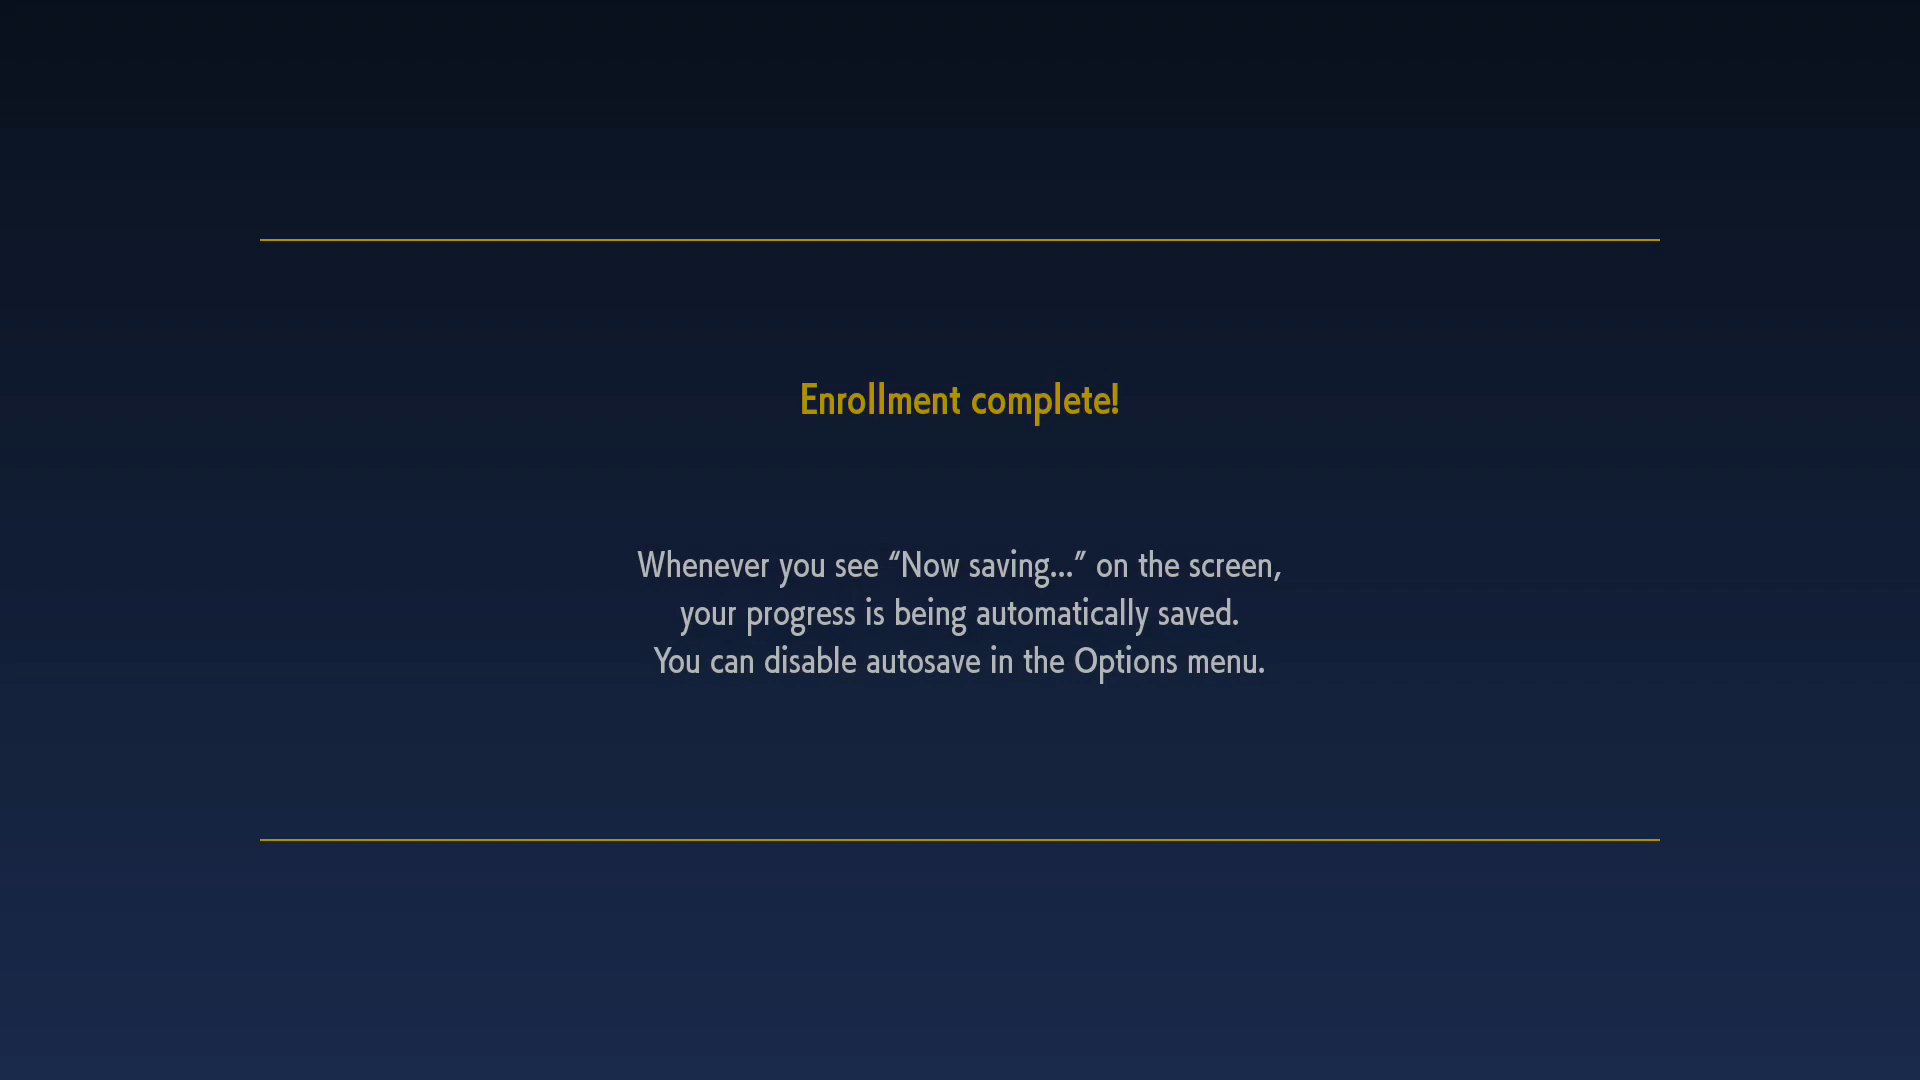 Enrollment complete!
Whenever you see “Now saving...” on the screen,
your progress is being automatically saved.
You can disable autosave in the Options menu.